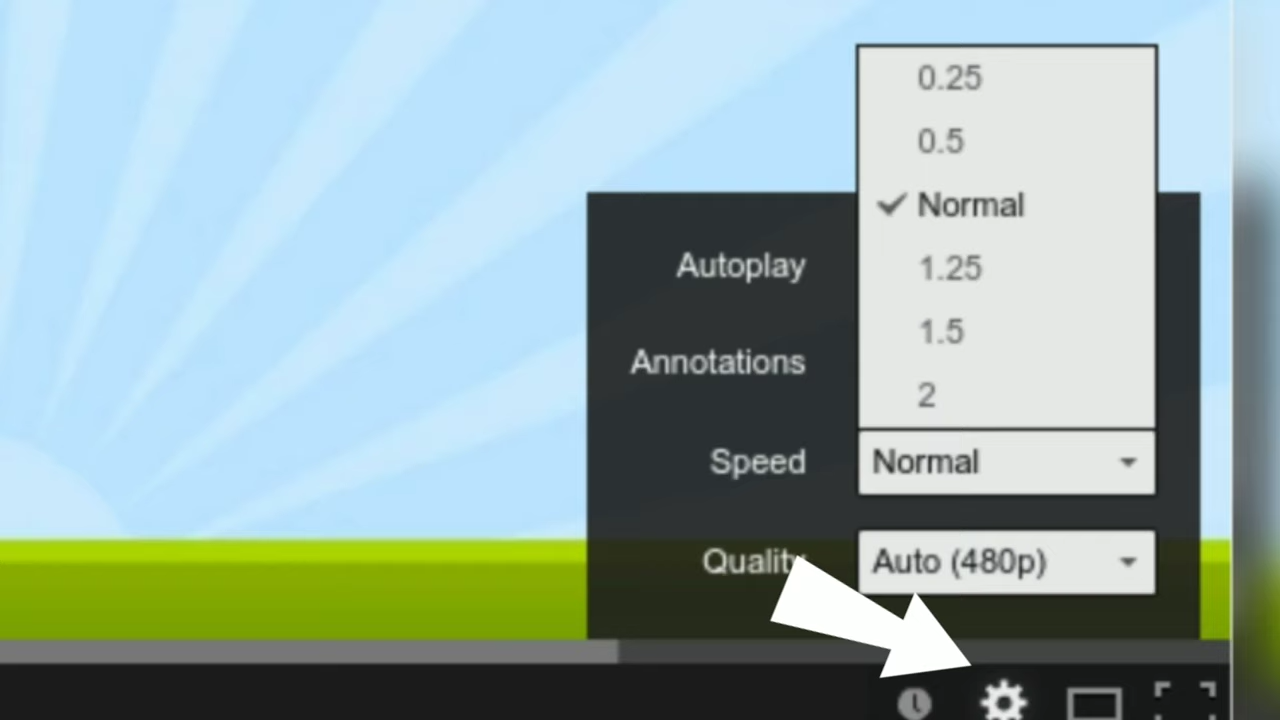 0.25
0.5
Normal
1.25
1.5
2
Autoplay
Annotations
Speed
Normal
Quality
Auto (480p)